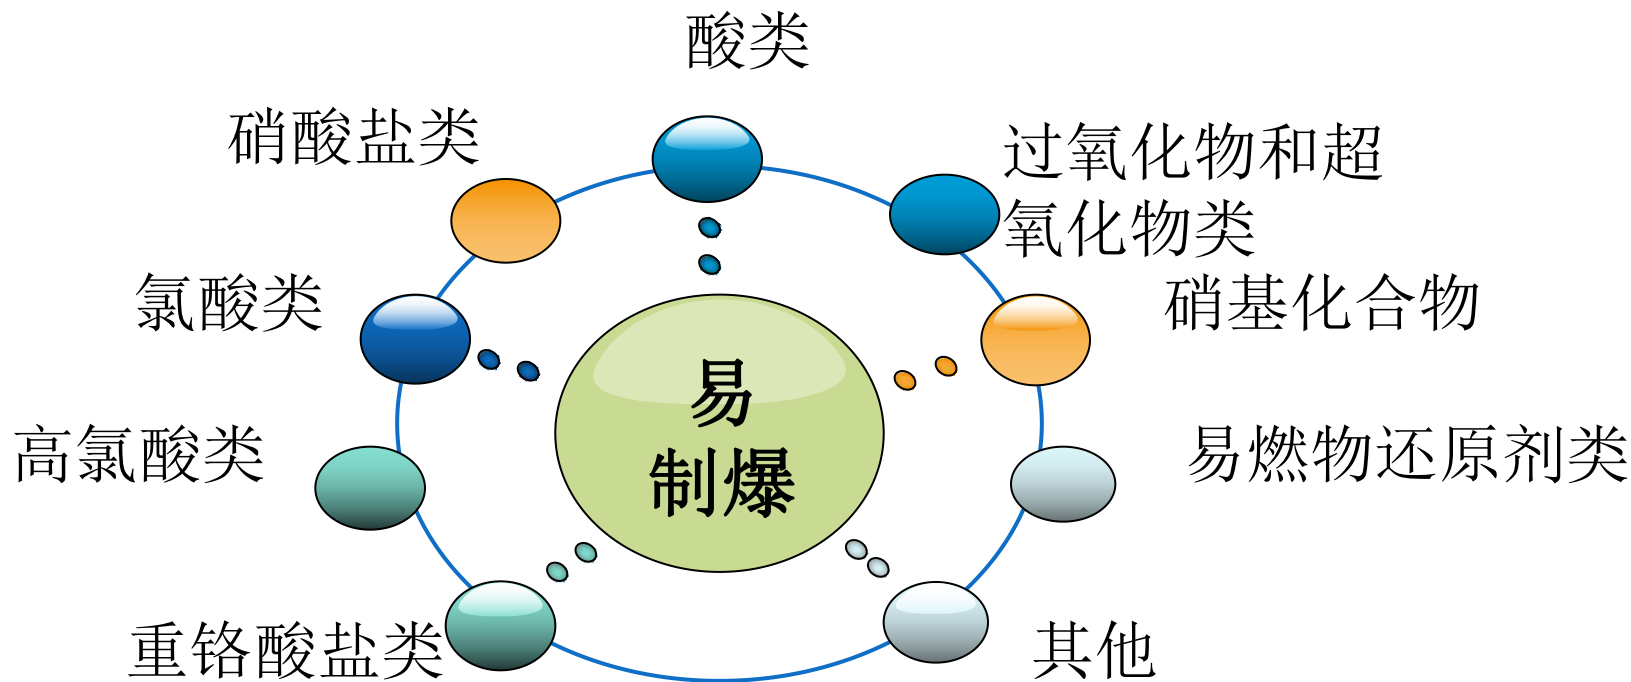 酸类
硝酸盐类
过氧化物和超
氧化物类
氯酸类
硝基化合物
易
制爆
高氯酸类
易燃物还原剂类
重铬酸盐类
其他